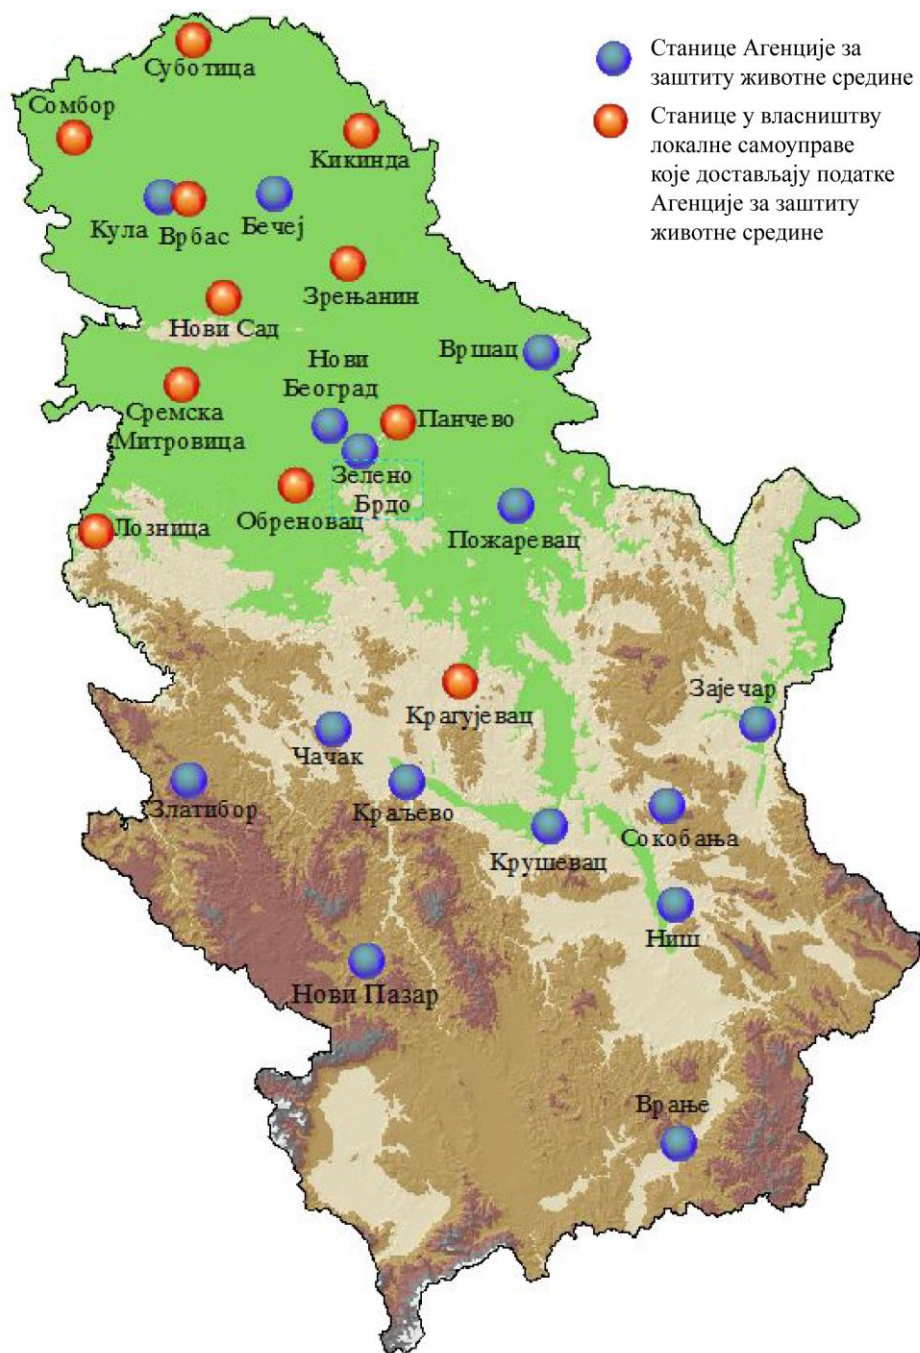 Станице Агенције за
заштиту животне средине
Станице у власништву
локалне самоуправе
које достављају податке
Агенције за заштиту
животне средине
Суботица
Сомбор
Кикинда
Кула
Врбас
Бечеј
Зрењанин
Нови Сад
Вршац
Нови
Београд
Сремска
Митровица
Панчево
Зелено
Брдо
Обреновац
Лозница
Пожаревац
Зајечар
Крагујевац
Чачак
Златибор
Краљево
Сокобања
Крушевац
Ниш
Нови Пазар
Врање